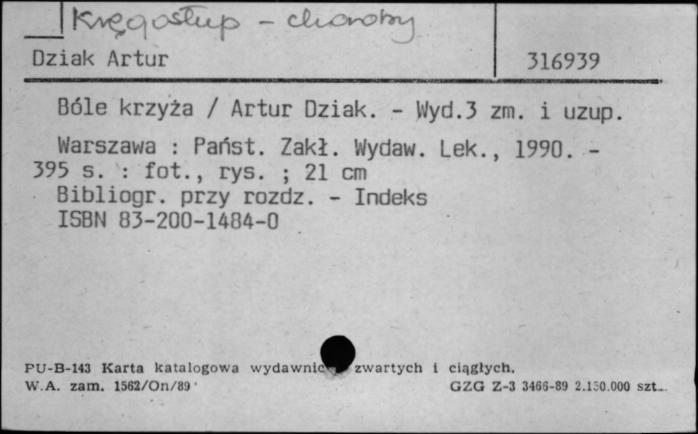 Kręgosłup - choroby
Dziak Artur 316939
Bóle krzyża / Artur Dziak. - Wyd.3 zm. i uzup.
Warszawa : Państ. Zakł. Wydaw. Lek., 1990. -
395 s. : fot., rys. ; 21 cm
Bibliogr. przy rozdz. - Indeks
ISBN 83-200-1484-0
PU-B-143 Karta katalogowa wydawnic zwartych i ciągłych.
W.A. zam. 1562/On/89 GZG Z-3 3466-89 2.150.000 szt.